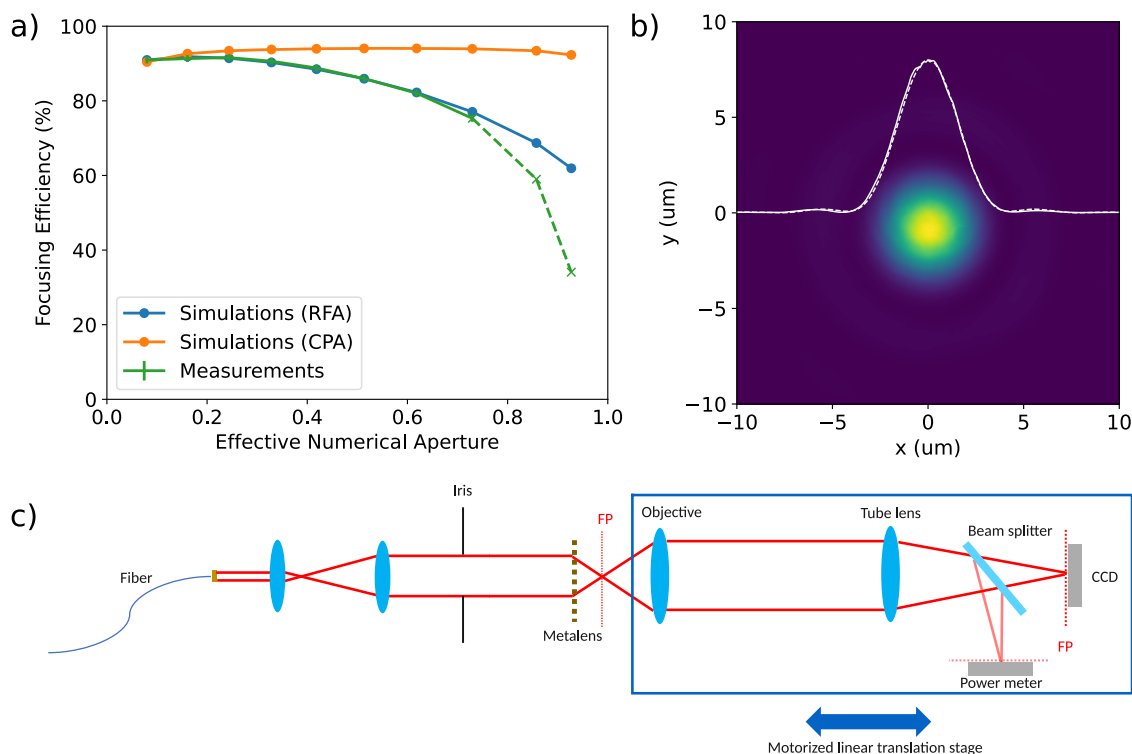 a)
100
80
60
40
20
0
Focusing Efficiency (%)
Simulations (RFA)
Simulations (CPA)
Measurements
0.0 0.2 0.4 0.6 0.8 1.0
Effective Numerical Aperture
b)
10
5
0
−5
−10
y (um)
−10 −5 0 5 10
x (um)
c)
Fiber
Iris
Metalens
FP
Objective
Tube lens
Beam splitter
CCD
FP
Power meter
Motorized linear translation stage